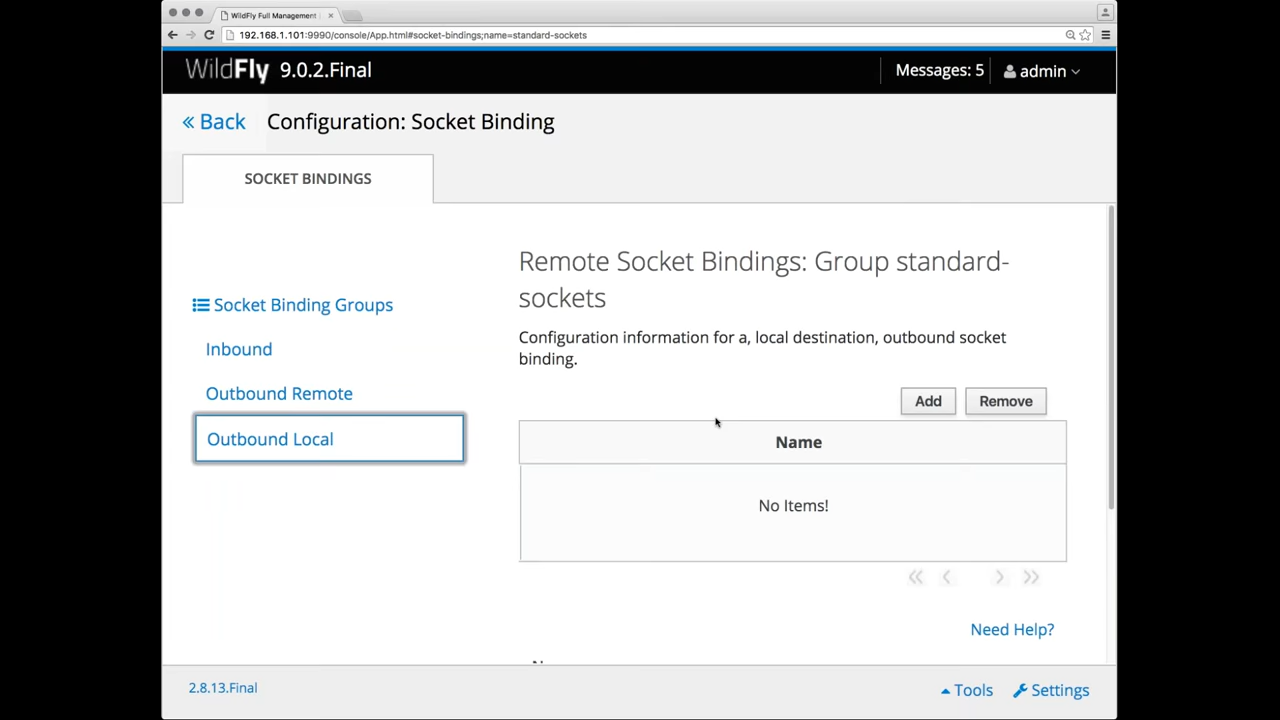 WildFly Full Management
192.168.1.101:9990/console/App.html#socket-bindings;name=standard-sockets
WildFly 9.0.2.Final
Messages: 5
admin
« Back
Configuration: Socket Binding
SOCKET BINDINGS
Socket Binding Groups
Inbound
Outbound Remote
Outbound Local
Remote Socket Bindings: Group standard-
sockets
Configuration information for a, local destination, outbound socket
binding.
Add
Remove
Name
No Items!
Need Help?
2.8.13.Final
Tools
Settings